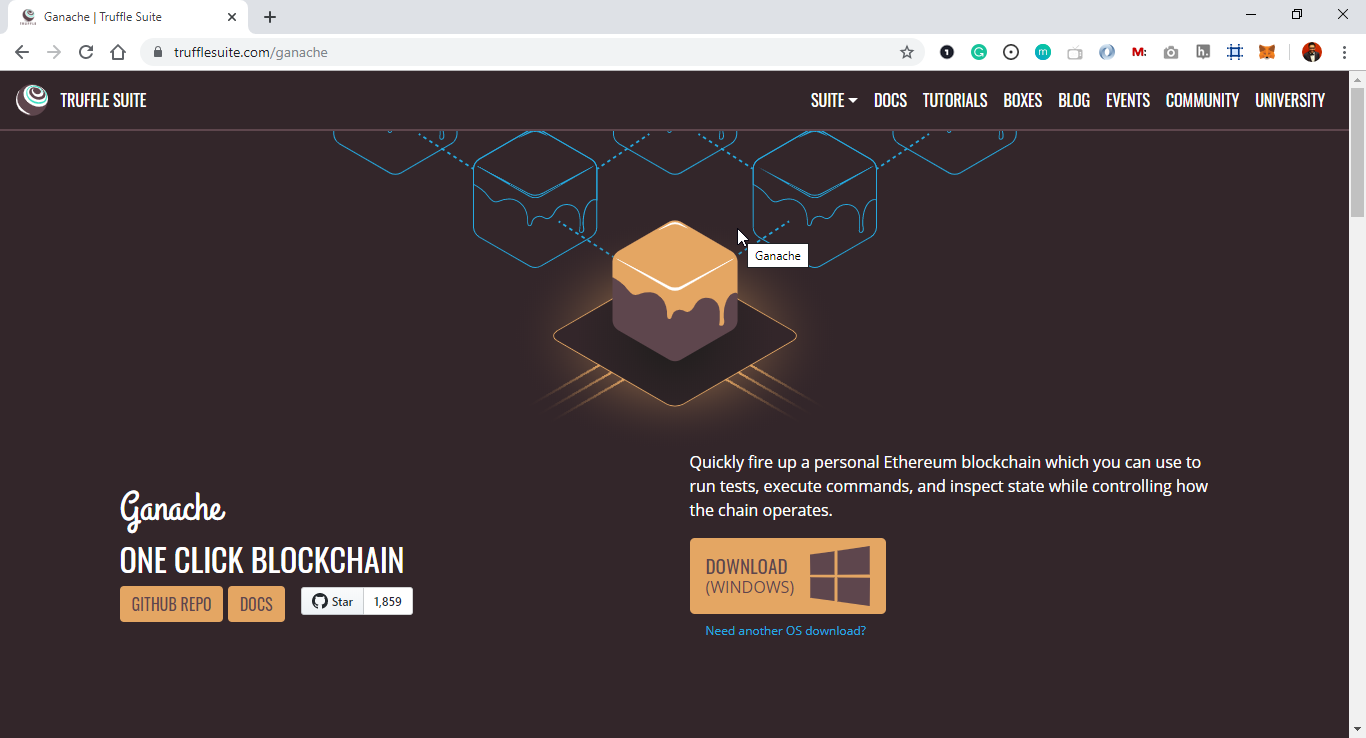 Ganache | Truffle Suite
trufflesuite.com/ganache
TRUFFLE SUITE
SUITE DOCS TUTORIALS BOXES BLOG EVENTS COMMUNITY UNIVERSITY
Ganache
Quickly fire up a personal Ethereum blockchain which you can use to
run tests, execute commands, and inspect state while controlling how
the chain operates.
Ganache
ONE CLICK BLOCKCHAIN
GITHUB REPO DOCS Star 1,859
DOWNLOAD
(WINDOWS)
Need another OS download?